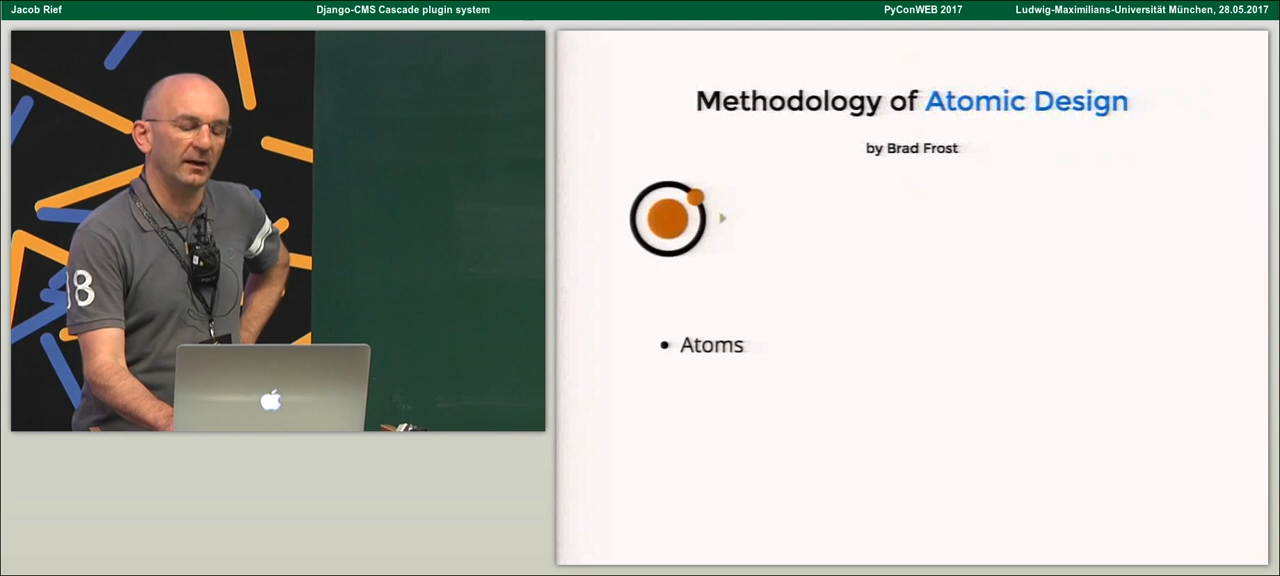 Jacob Rief
Django-CMS Cascade plugin system
PyConWEB 2017
Ludwig-Maximilians-Universität München, 28.05.2017
Methodology of Atomic Design
by Brad Frost
• Atoms
8